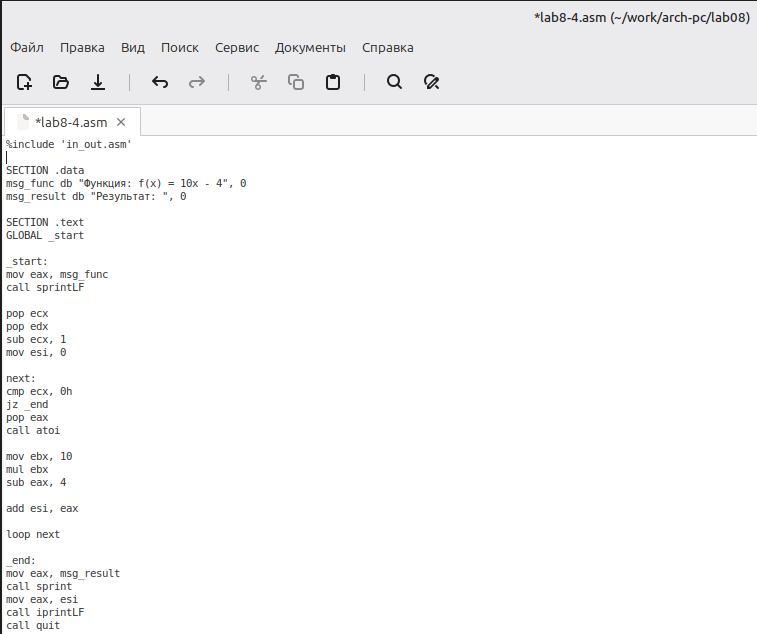 *lab8-4.asm (~/work/arch-pc/lab08)
Файл Правка Вид Поиск Сервис Документы Справка
*lab8-4.asm
%include 'in_out.asm'
SECTION .data
msg_func db "Функция: f(x) = 10x - 4", 0
msg_result db "Результат: ", 0
SECTION .text
GLOBAL _start
_start:
mov eax, msg_func
call sprintLF
pop ecx
pop edx
sub ecx, 1
mov esi, 0
next:
cmp ecx, 0h
jz _end
pop eax
call atoi
mov ebx, 10
mul ebx
sub eax, 4
add esi, eax
loop next
_end:
mov eax, msg_result
call sprint
mov eax, esi
call iprintLF
call quit